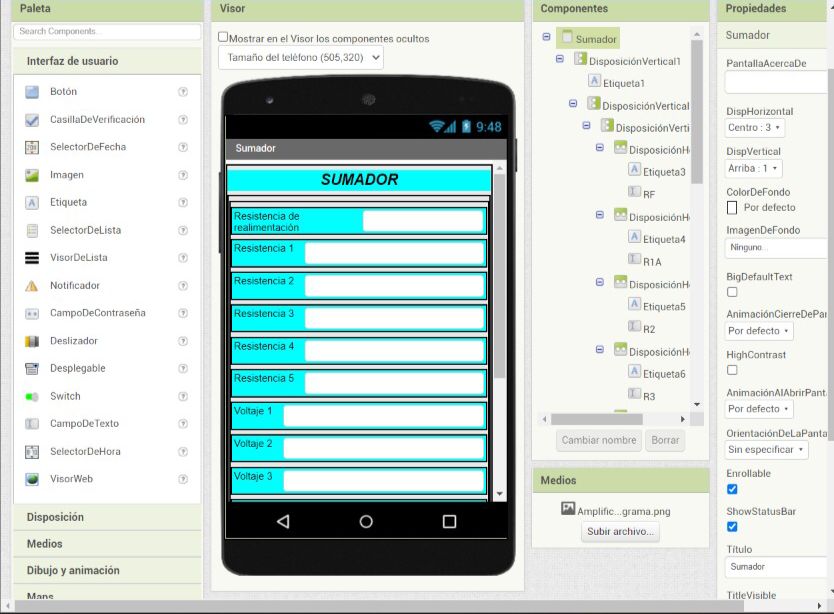 Paleta
Search Components...
Interfaz de usuario
Botón
CasillaDeVerificación
SelectorDeFecha
Imagen
Etiqueta
SelectorDeLista
VisorDeLista
Notificador
CampoDeContraseña
Deslizador
Desplegable
Switch
CampoDeTexto
SelectorDeHora
VisorWeb
Disposición
Medios
Dibujo y animación
Maps
Visor
Mostrar en el Visor los componentes ocultos
Tamaño del teléfono (505,320)
9:48
Sumador
SUMADOR
Resistencia de
realimentación
Resistencia 1
Resistencia 2
Resistencia 3
Resistencia 4
Resistencia 5
Voltaje 1
Voltaje 2
Voltaje 3
Componentes
Sumador
DisposiciónVertical1
Etiqueta1
DisposiciónVertical
DisposiciónVerti
DisposiciónHo
Etiqueta3
RF
DisposiciónHo
Etiqueta4
R1A
DisposiciónHo
Etiqueta5
R2
DisposiciónHo
Etiqueta6
R3
Cambiar nombre
Borrar
Medios
Amplific...grama.png
Subir archivo...
Propiedades
Sumador
PantallaAcercaDe
DispHorizontal
Centro : 3
DispVertical
Arriba : 1
ColorDeFondo
Por defecto
ImagenDeFondo
Ninguno...
BigDefaultText
AnimaciónCierreDePan
Por defecto
HighContrast
AnimaciónAlAbrirPant
Por defecto
OrientaciónDeLaPanta
Sin especificar
Enrollable
ShowStatusBar
Título
Sumador
TitleVisible